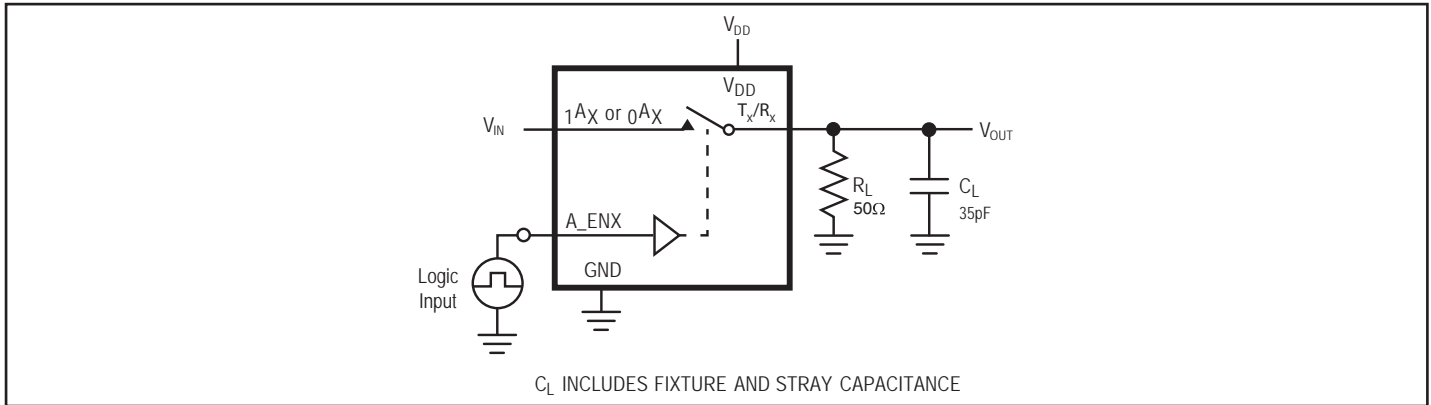 VDD
VDD
Tx/Rx
1AX or 0AX
VIN
VOUT
RL
50Ω
CL
35pF
A_ENX
Logic
Input
GND
CL INCLUDES FIXTURE AND STRAY CAPACITANCE